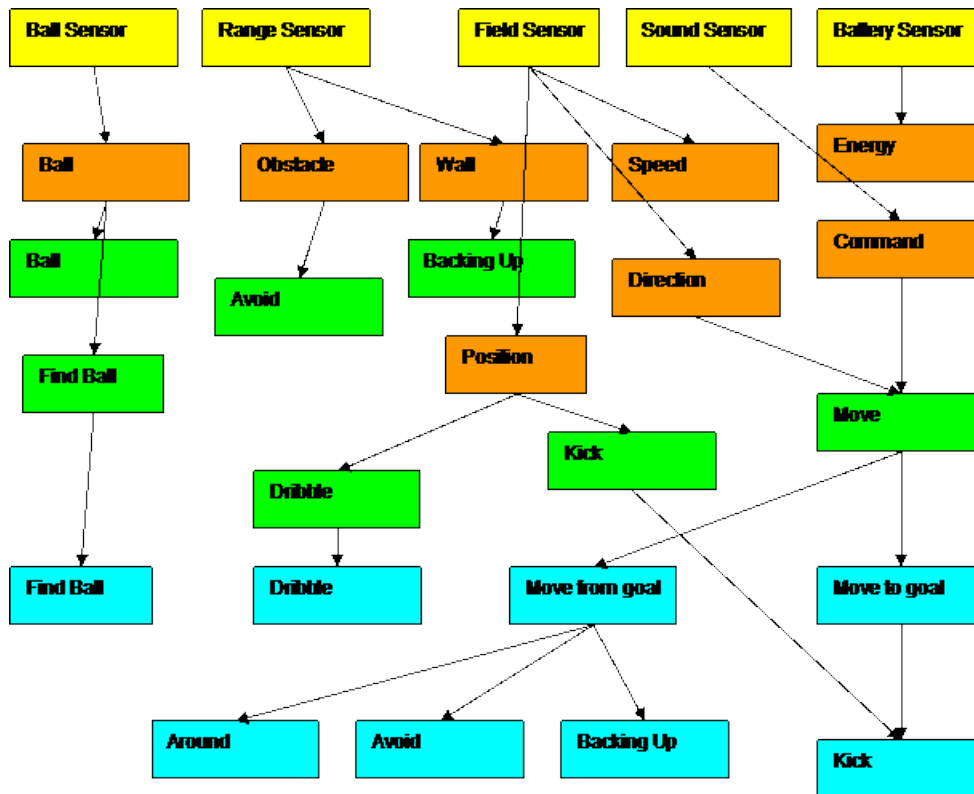 Ball Sensor
Range Sensor
Field Sensor
Sound Sensor
Battery Sensor
Ball
Obstacle
Wall
Speed
Energy
Ball
Avoid
Backing Up
Direction
Command
Find Ball
Position
Move
Dribble
Kick
Find Ball
Dribble
Move from goal
Move to goal
Around
Avoid
Backing Up
Kick